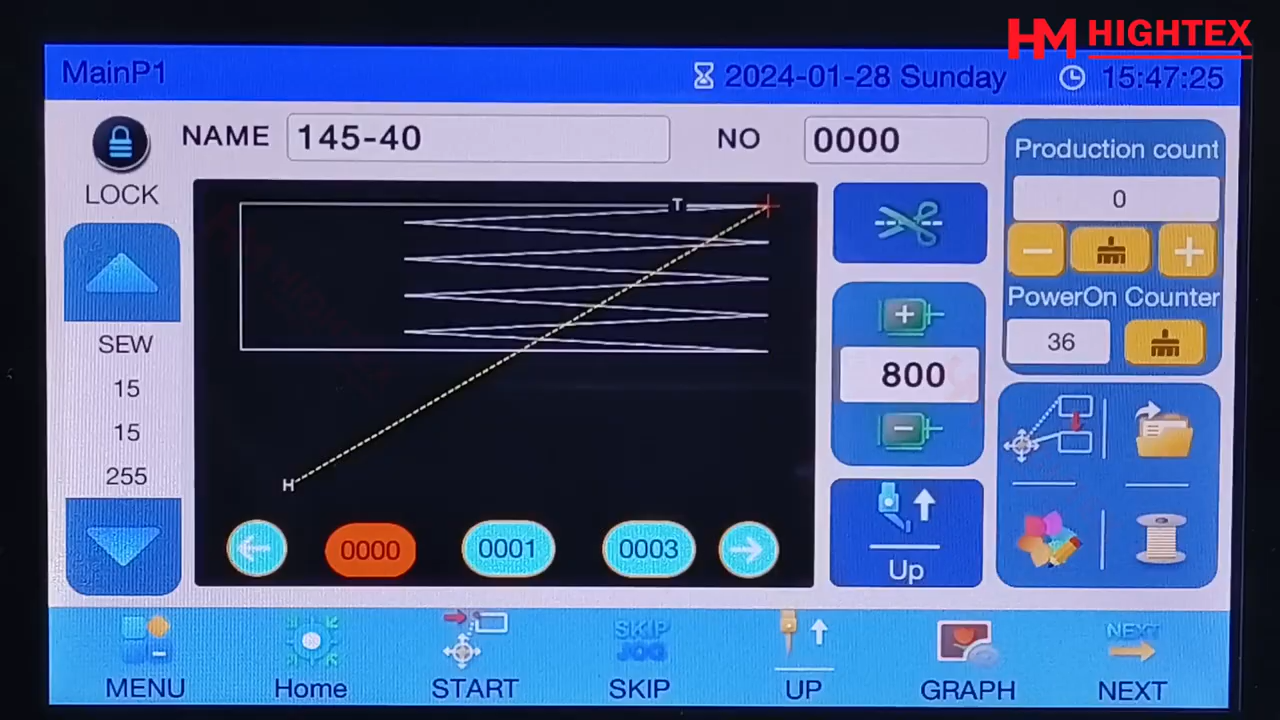 HM HIGHTEX
MainP1
2024-01-28 Sunday
15:47:25
NAME
145-40
NO
0000
LOCK
Production count
0
PowerOn Counter
36
SEW
15
15
255
T
H
800
Up
0000
0001
0003
SKIP
JOG
NEXT
MENU
Home
START
SKIP
UP
GRAPH
NEXT